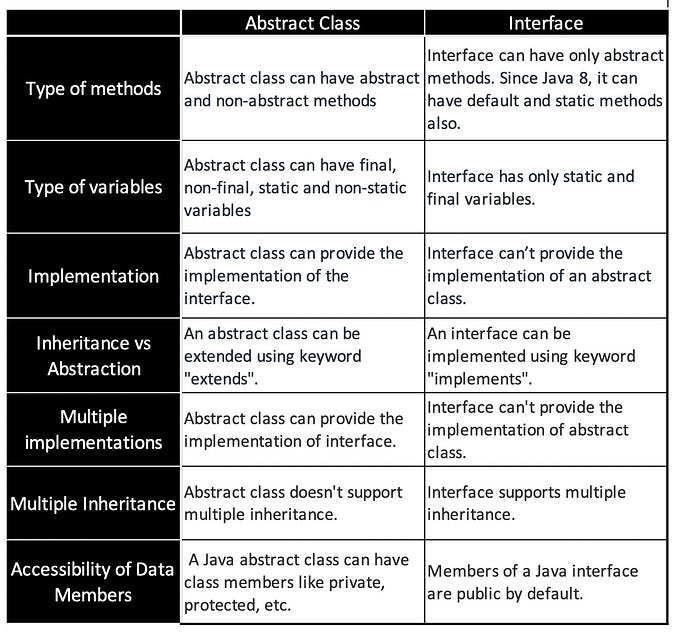 Abstract Class
Interface
Type of methods
Abstract class can have abstract
and non-abstract methods
Interface can have only abstract
methods. Since Java 8, it can
have default and static methods
also.
Type of variables
Abstract class can have final,
non-final, static and non-static
variables
Interface has only static and
final variables.
Implementation
Abstract class can provide the
implementation of the
interface.
Interface can’t provide the
implementation of an abstract
class.
Inheritance vs
Abstraction
An abstract class can be
extended using keyword
"extends".
An interface can be
implemented using keyword
"implements".
Multiple
implementations
Abstract class can provide the
implementation of interface.
Interface can't provide the
implementation of abstract
class.
Multiple Inheritance
Abstract class doesn't support
multiple inheritance.
Interface supports multiple
inheritance.
Accessibility of Data
Members
A Java abstract class can have
class members like private,
protected, etc.
Members of a Java interface
are public by default.